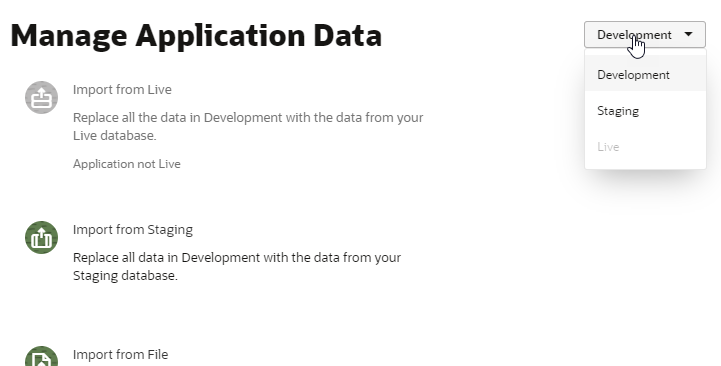 Manage Application Data
Development
Development
Staging
Live
Import from Live
Replace all the data in Development with the data from your
Live database.
Application not Live
Import from Staging
Replace all data in Development with the data from your
Staging database.
Import from File